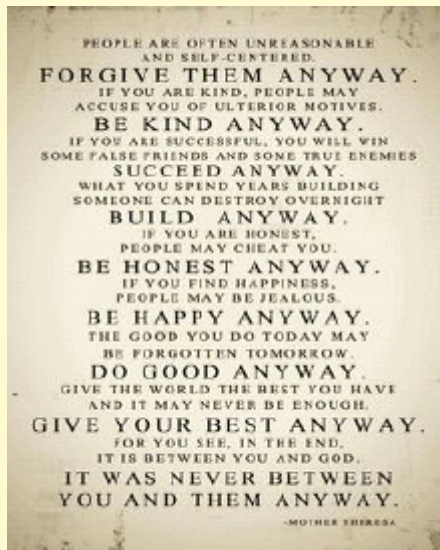 PEOPLE ARE OFTEN UNREASONABLE
AND SELF-CENTERED.
FORGIVE THEM ANYWAY.
IF YOU ARE KIND, PEOPLE MAY
ACCUSE YOU OF ULTERIOR MOTIVES.
BE KIND ANYWAY.
IF YOU ARE SUCCESSFUL, YOU WILL WIN
SOME FALSE FRIENDS AND SOME TRUE ENEMIES
SUCCEED ANYWAY.
WHAT YOU SPEND YEARS BUILDING
SOMEONE CAN DESTROY OVERNIGHT
BUILD ANYWAY.
IF YOU ARE HONEST,
PEOPLE MAY CHEAT YOU.
BE HONEST ANYWAY.
IF YOU FIND HAPPINESS,
PEOPLE MAY BE JEALOUS.
BE HAPPY ANYWAY.
THE GOOD YOU DO TODAY MAY
BE FORGOTTEN TOMORROW.
DO GOOD ANYWAY.
GIVE THE WORLD THE BEST YOU HAVE
AND IT MAY NEVER BE ENOUGH.
GIVE YOUR BEST ANYWAY.
FOR YOU SEE, IN THE END,
IT IS BETWEEN YOU AND GOD.
IT WAS NEVER BETWEEN
YOU AND THEM ANYWAY.
-MOTHER THERESA